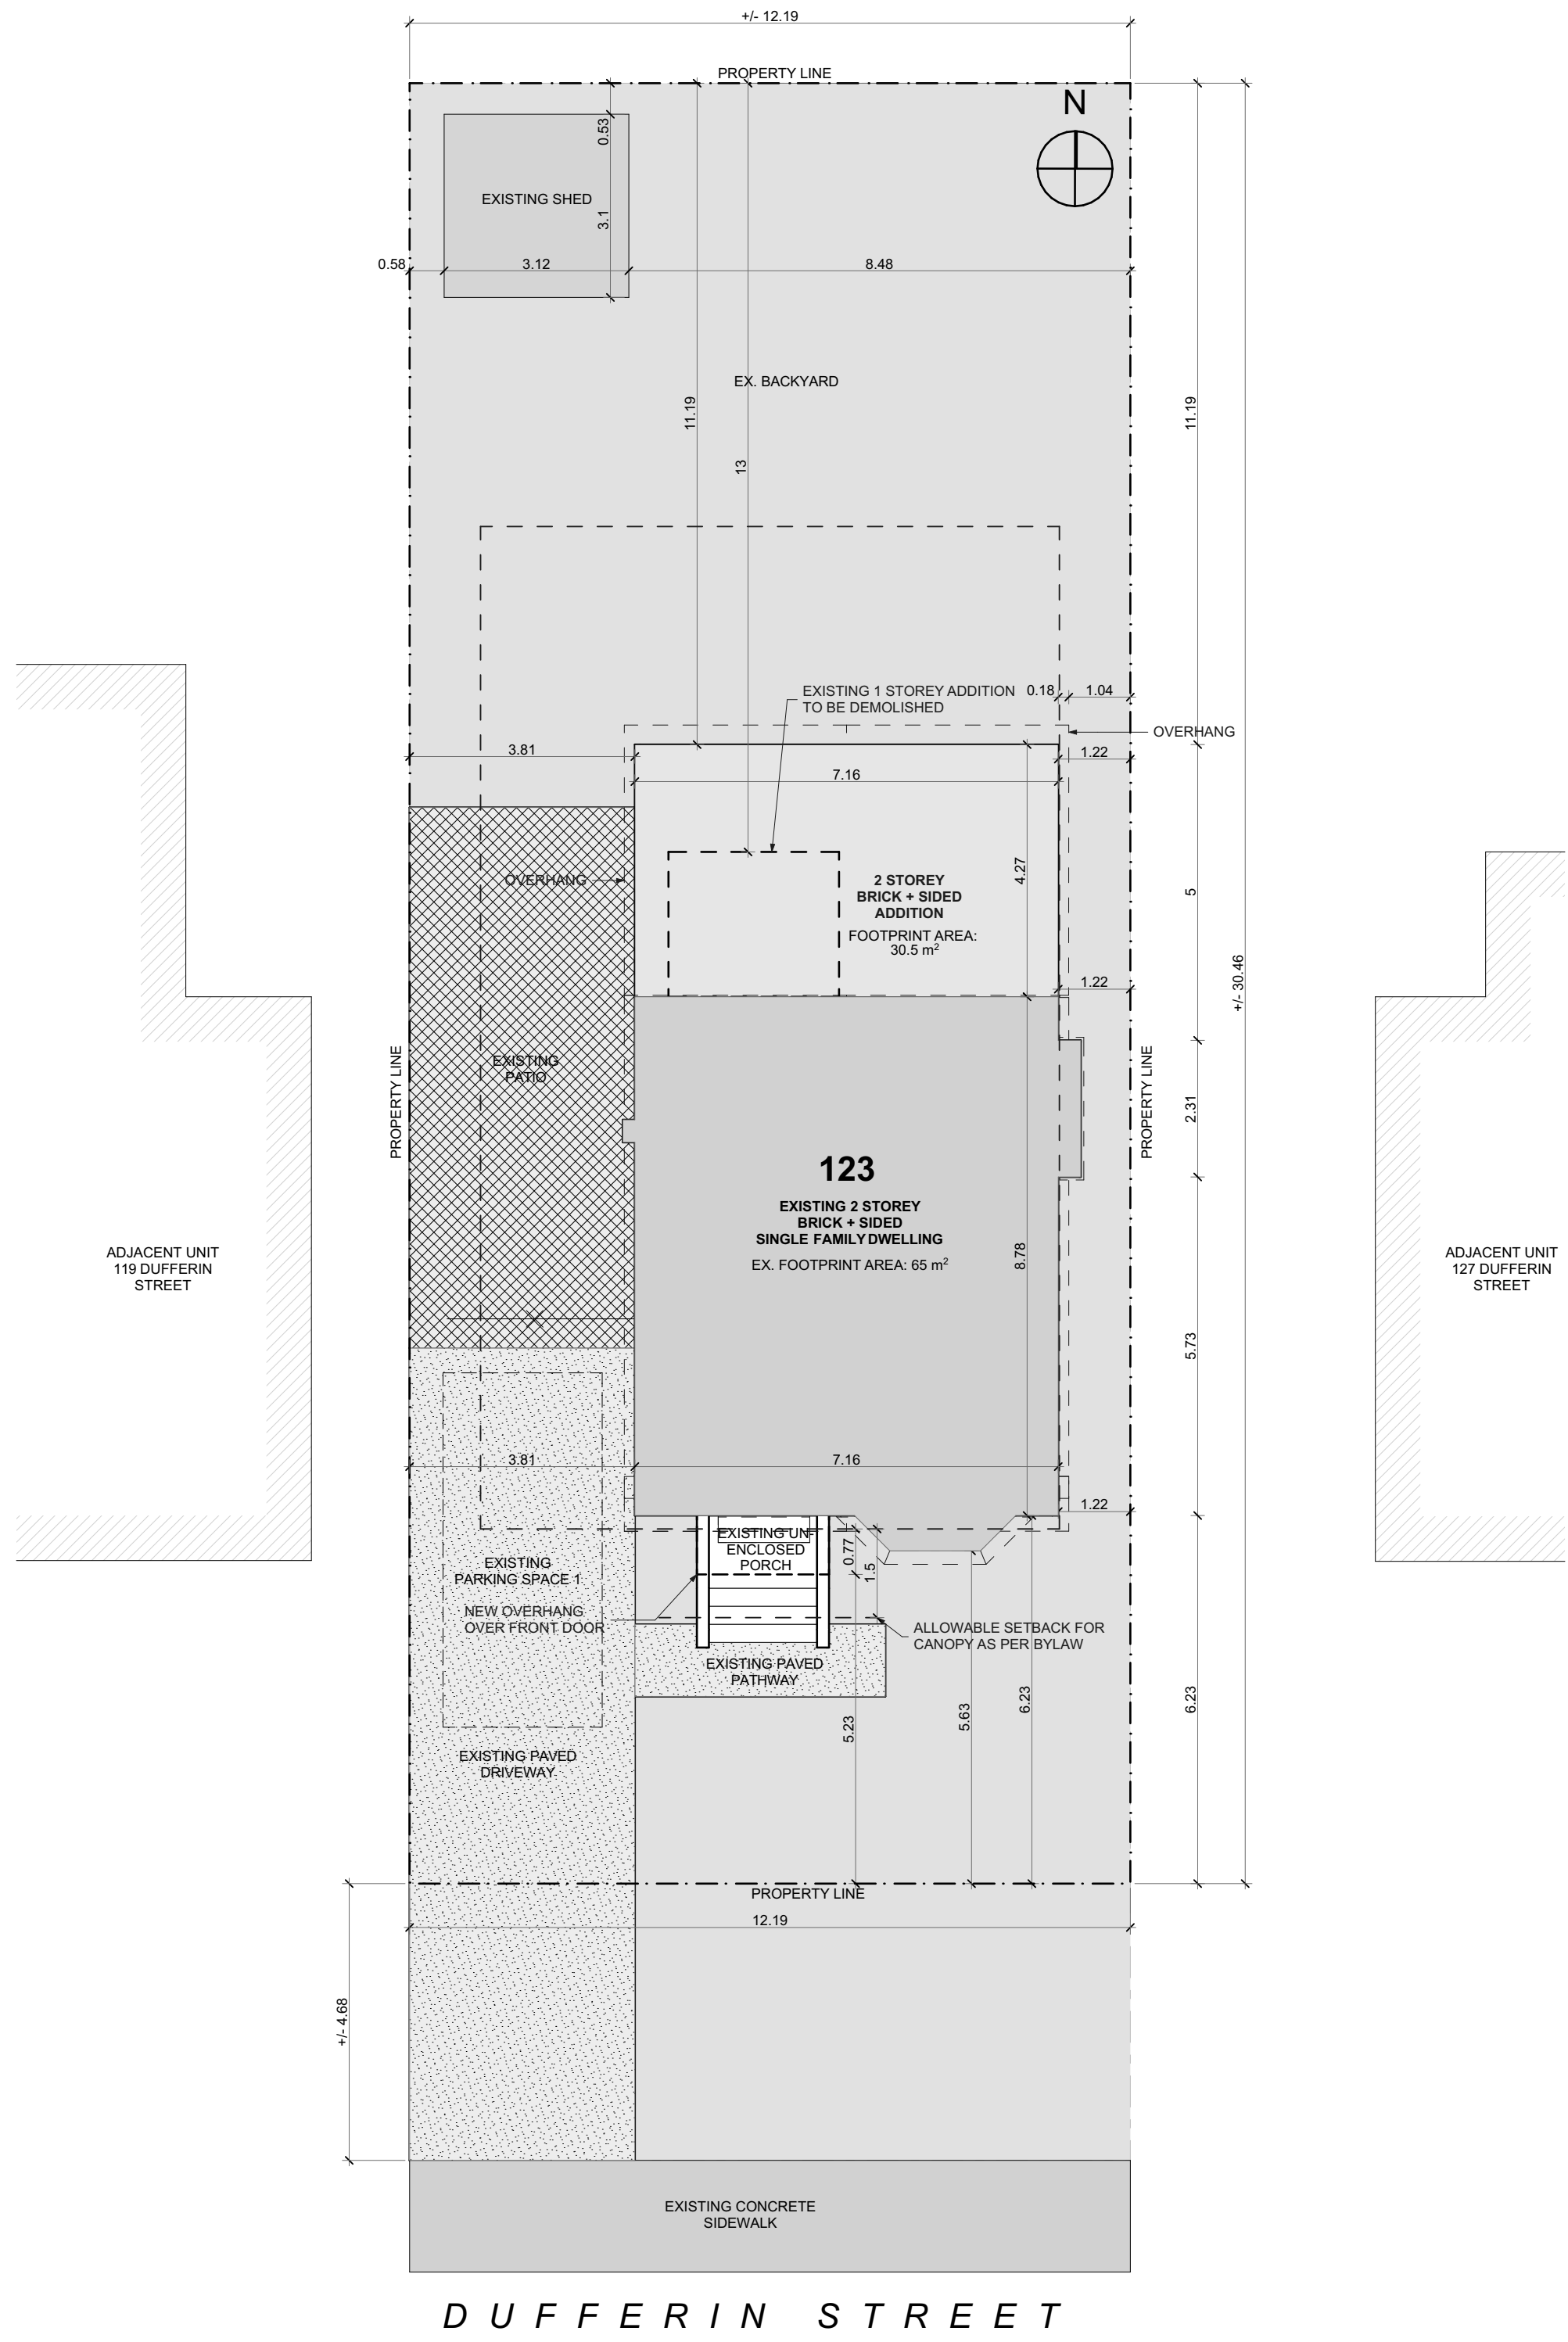 +/- 12.19
PROPERTY LINE
N
0.53
EXISTING SHED
3.1
0.58
3.12
8.48
EX. BACKYARD
11.19
11.19
13
EXISTING 1 STOREY ADDITION
TO BE DEMOLISHED
0.18
1.04
OVERHANG
3.81
1.22
7.16
4.27
OVERHANG
2 STOREY
BRICK + SIDED
ADDITION
FOOTPRINT AREA:
30.5 m²
5
+/- 30.46
1.22
EXISTING
PATIO
PROPERTY LINE
PROPERTY LINE
2.31
123
EXISTING 2 STOREY
BRICK + SIDED
SINGLE FAMILY DWELLING
EX. FOOTPRINT AREA: 65 m²
8.78
ADJACENT UNIT
119 DUFFERIN
STREET
ADJACENT UNIT
127 DUFFERIN
STREET
5.73
3.81
7.16
1.22
EXISTING UN-
ENCLOSED
PORCH
0.77
1.5
EXISTING
PARKING SPACE 1
NEW OVERHANG
OVER FRONT DOOR
ALLOWABLE SETBACK FOR
CANOPY AS PER BYLAW
EXISTING PAVED
PATHWAY
5.23
5.63
6.23
6.23
EXISTING PAVED
DRIVEWAY
PROPERTY LINE
12.19
+/- 4.68
EXISTING CONCRETE
SIDEWALK
DUFFERIN STREET